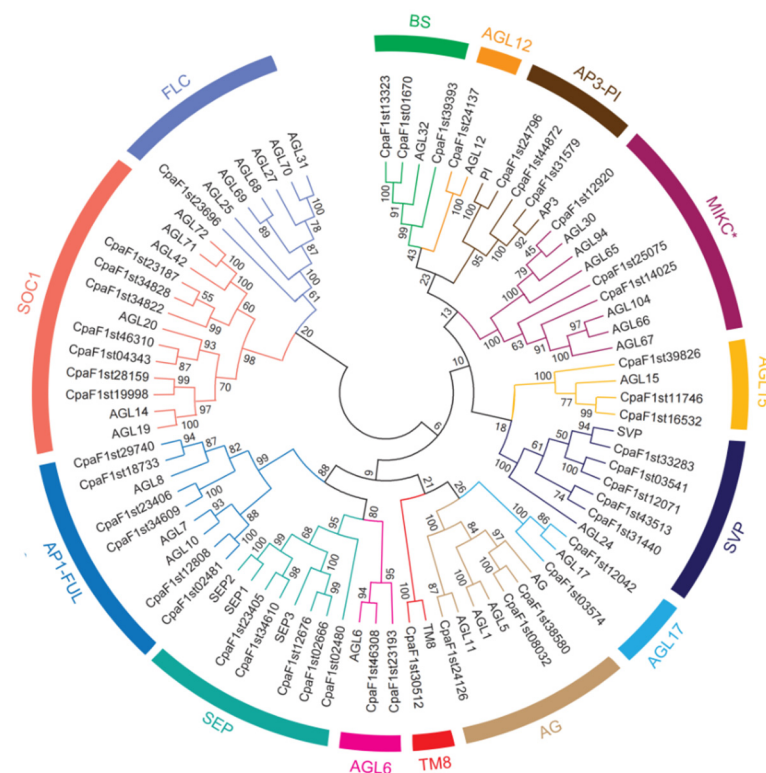 BS
AGL12
AP3-PI
MIKC*
AGL15
SVP
AGL17
AG
TM8
AGL6
SEP
AP1-FUL
SOC1
FLC
CpaF1st13323
CpaF1st01670
AGL32
CpaF1st39393
CpaF1st24137
AGL12
PI
CpaF1st24796
CpaF1st44872
CpaF1st31579
AP3
CpaF1st12920
AGL30
AGL94
AGL65
CpaF1st25075
CpaF1st14025
AGL104
AGL66
AGL67
CpaF1st39826
AGL15
CpaF1st11746
CpaF1st16532
SVP
CpaF1st33283
CpaF1st03541
CpaF1st12071
CpaF1st43513
CpaF1st31440
AGL24
CpaF1st12042
AGL17
CpaF1st03574
AG
CpaF1st38580
CpaF1st08032
AGL5
AGL1
AGL11
CpaF1st24126
TM8
CpaF1st30512
CpaF1st23193
CpaF1st46308
AGL6
CpaF1st02480
CpaF1st02666
CpaF1st12676
SEP3
CpaF1st34610
CpaF1st23405
SEP1
SEP2
CpaF1st02481
CpaF1st12808
AGL10
AGL7
CpaF1st34609
CpaF1st23406
AGL8
CpaF1st18733
CpaF1st29740
AGL19
AGL14
CpaF1st19998
CpaF1st28159
CpaF1st04343
CpaF1st46310
AGL20
CpaF1st34822
CpaF1st34828
CpaF1st23187
AGL42
AGL71
AGL72
CpaF1st23696
AGL25
AGL69
AGL68
AGL27
AGL70
AGL31
100
91
99
43
100
23
100
95
100
92
13
45
79
100
100
63
91
97
100
10
100
77
99
18
94
50
61
100
74
100
6
9
21
26
100
86
100
84
97
100
100
87
100
88
80
95
94
95
68
100
99
99
98
100
99
82
87
94
100
88
93
100
20
98
60
100
100
55
99
70
93
87
99
97
100
61
100
87
78
100
89